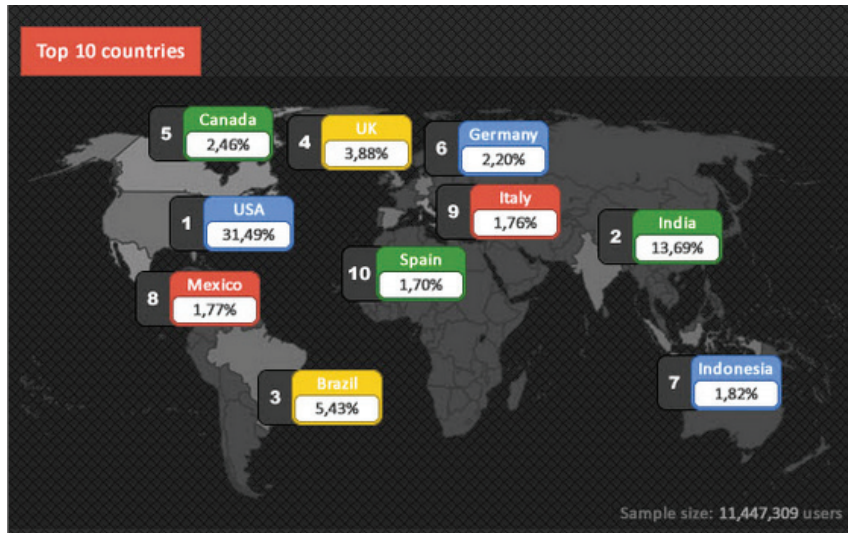 Top 10 countries
5
Canada
2,46%
4
UK
3,88%
6
Germany
2,20%
1
USA
31,49%
9
Italy
1,76%
2
India
13,69%
10
Spain
1,70%
8
Mexico
1,77%
3
Brazil
5,43%
7
Indonesia
1,82%
Sample size: 11,447,309 users